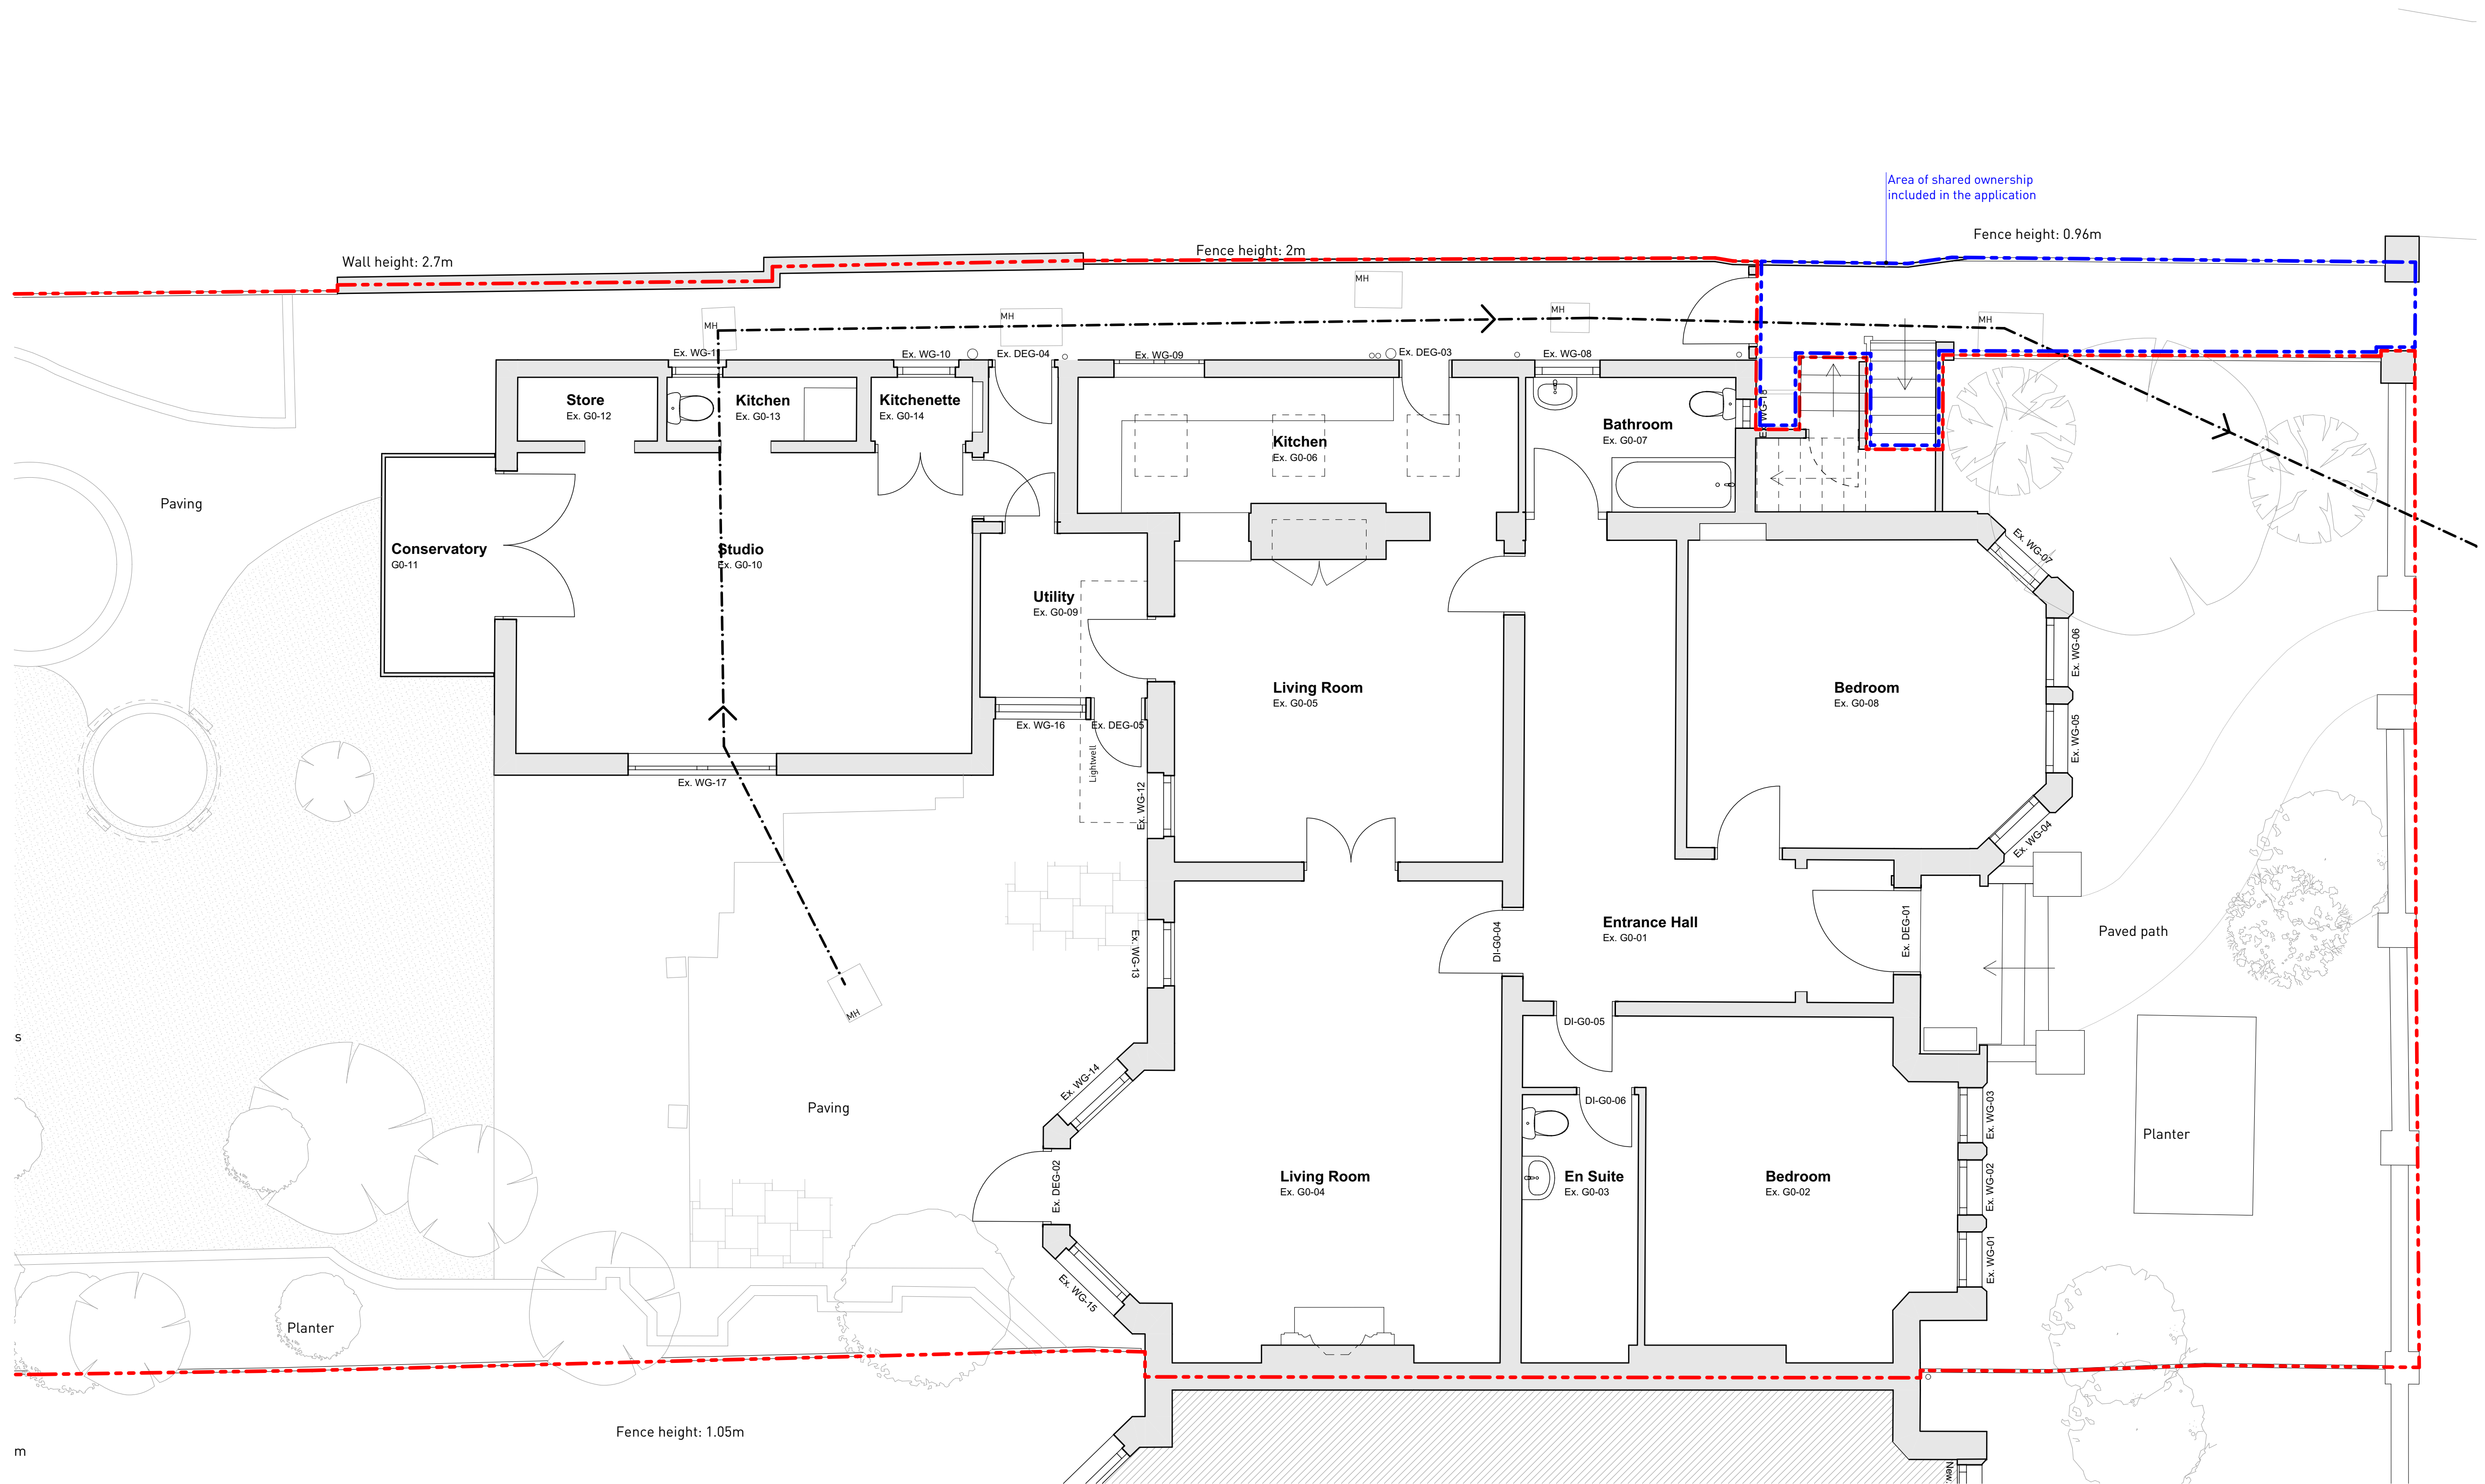 Area of shared ownership
included in the application
Fence height: 0.96m
Fence height: 2m
Wall height: 2.7m
MH
MH
MH
MH
MH
Ex. WG-1
Ex. WG-10
Ex. DEG-04
Ex. WG-09
Ex. DEG-03
Ex. WG-08
Store
Ex. G0-12
Kitchen
Ex. G0-13
Kitchenette
Ex. G0-14
Kitchen
Ex. G0-06
Bathroom
Ex. G0-07
Paving
Conservatory
G0-11
Studio
Ex. G0-10
Utility
Ex. G0-09
Ex. WG-07
Ex. WG-06
Living Room
Ex. G0-05
Bedroom
Ex. G0-08
Ex. WG-05
Ex. WG-16
Ex. DEG-05
Lightwell
Ex. WG-17
Ex. WG-12
Ex. WG-04
Entrance Hall
Ex. G0-01
Ex. DEG-01
DI-G0-04
Paved path
Ex. WG-13
MH
DI-G0-05
s
Ex. WG-14
DI-G0-06
Paving
Ex. WG-03
Planter
Ex. DEG-02
Living Room
Ex. G0-04
En Suite
Ex. G0-03
Bedroom
Ex. G0-02
Ex. WG-02
Ex. WG-01
Ex. WG-15
Planter
Fence height: 1.05m
m
New